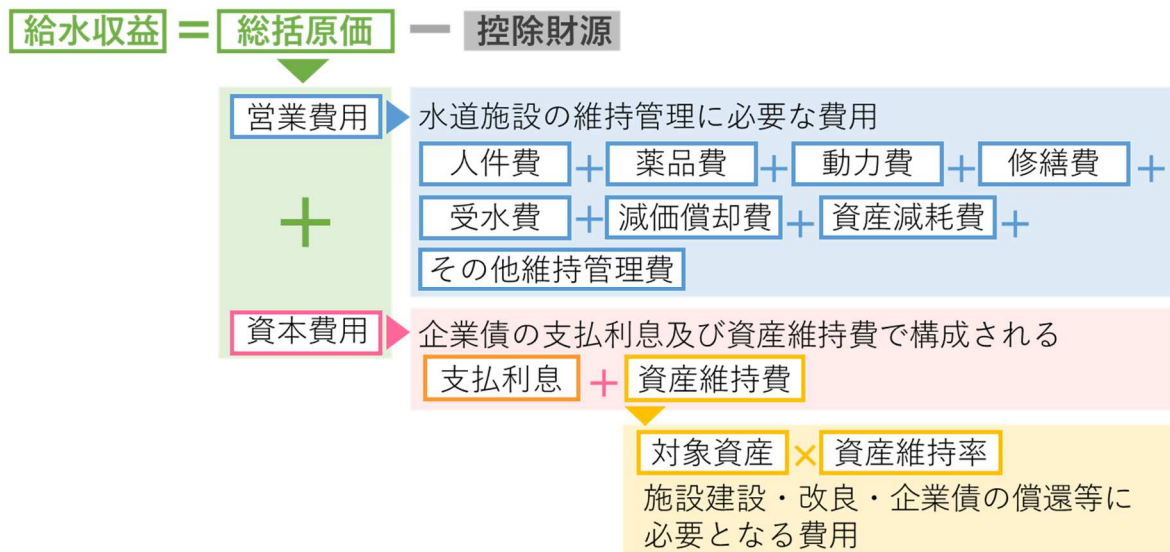 給水収益 = 総括原価 － 控除財源
営業費用
水道施設の維持管理に必要な費用
人件費 + 薬品費 + 動力費 + 修繕費 +
受水費 + 減価償却費 + 資産減耗費 +
その他維持管理費
+
資本費用
企業債の支払利息及び資産維持費で構成される
支払利息 + 資産維持費
対象資産 × 資産維持率
施設建設・改良・企業債の償還等に
必要となる費用